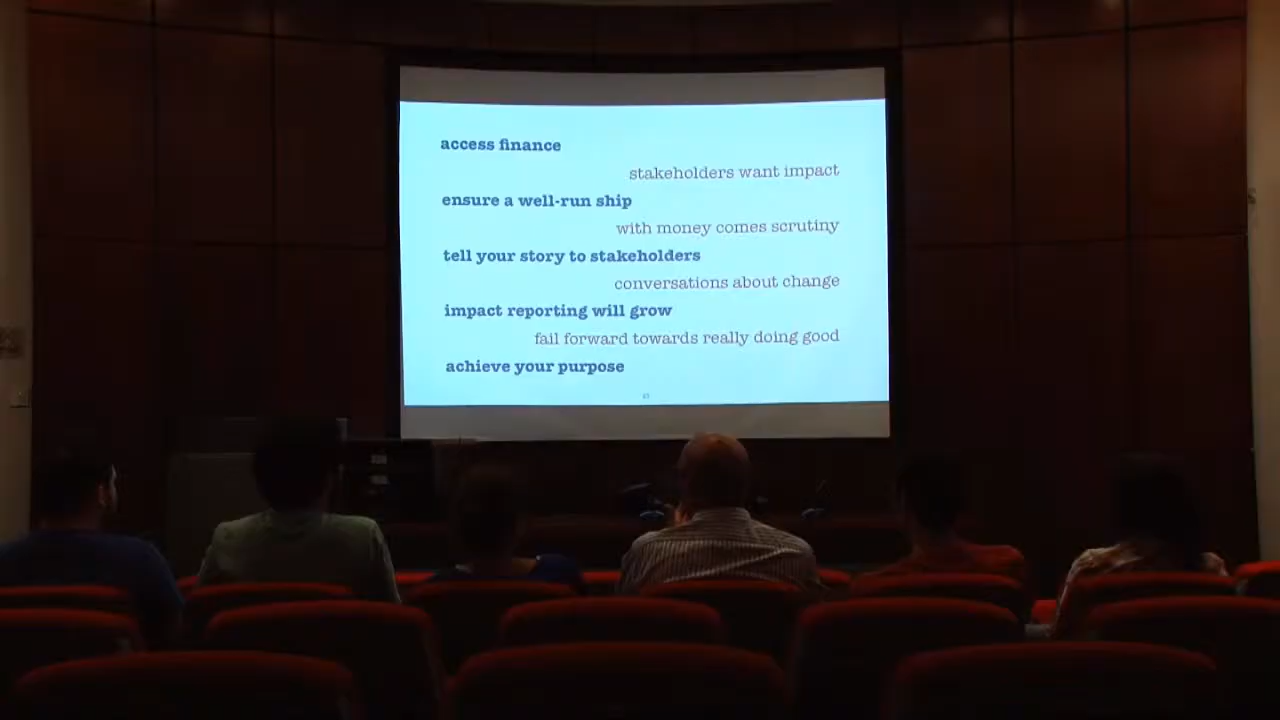 access finance
stakeholders want impact
ensure a well-run ship
with money comes scrutiny
tell your story to stakeholders
conversations about change
impact reporting will grow
fail forward towards really doing good
achieve your purpose